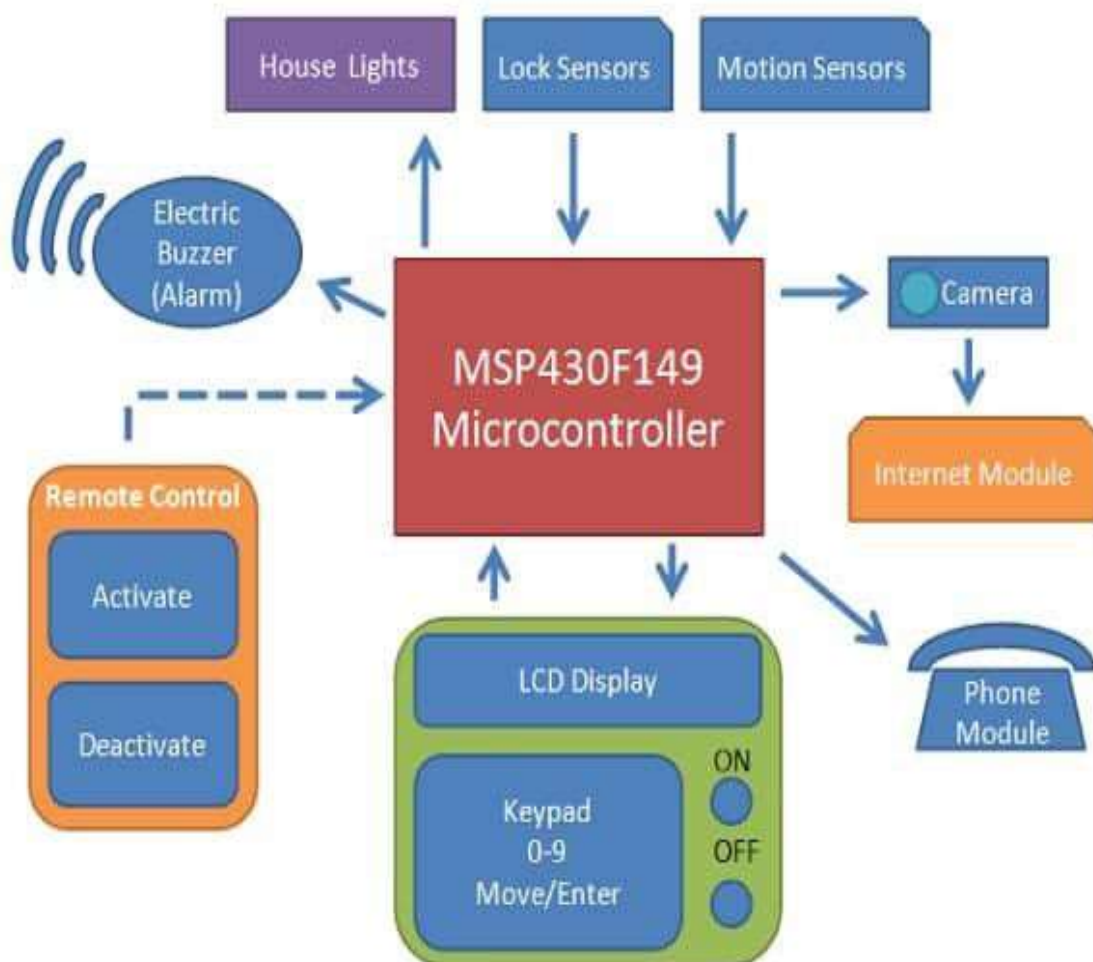 House Lights
Lock Sensors
Motion Sensors
Electric
Buzzer
(Alarm)
Camera
MSP430F149
Microcontroller
Internet Module
Remote Control
Activate
Deactivate
LCD Display
Keypad
0-9
Move/Enter
ON
OFF
Phone
Module